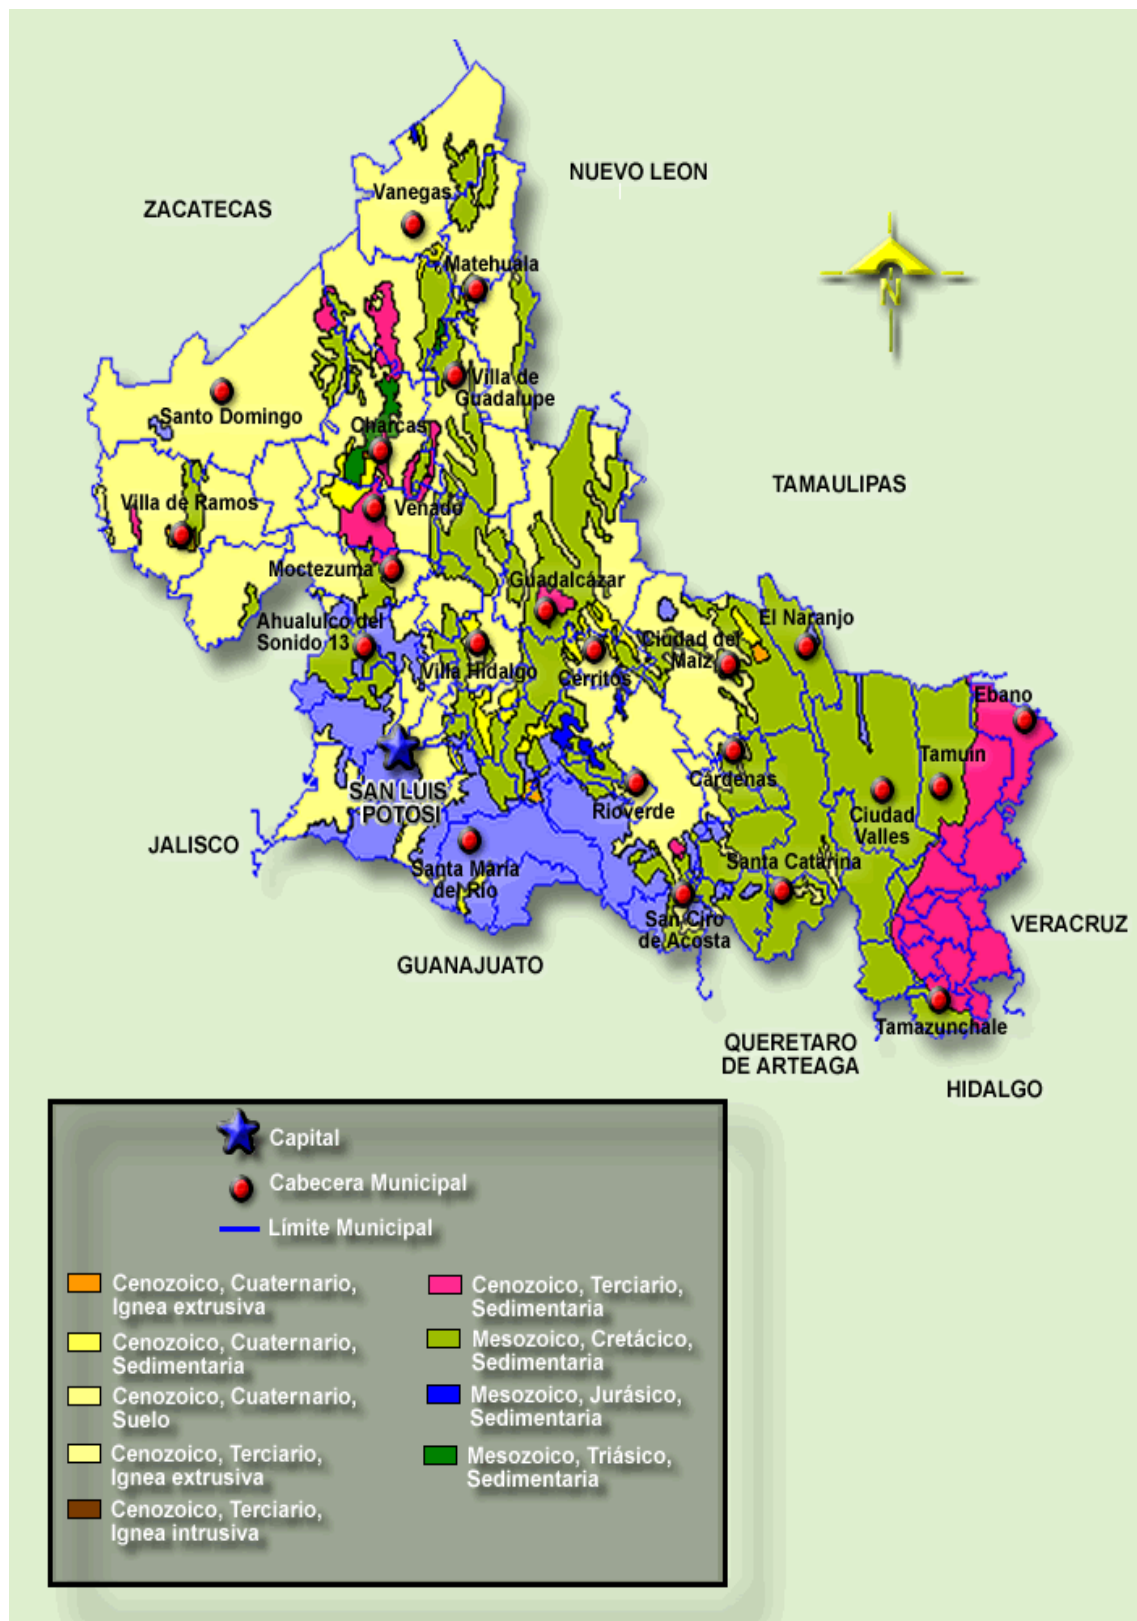 NUEVO LEON
Vanegas
ZACATECAS
Matehuala
Villa de
Guadalupe
Santo Domingo
Charcas
TAMAULIPAS
Villa de Ramos
Venado
Moctezuma
Guadalcázar
Ahualulco del
Sonido 13
El Naranjo
Ciudad del
Maiz
Villa Hidalgo
Cerritos
Ebano
Tamuin
Cárdenas
SAN LUIS
POTOSI
Rioverde
Ciudad
Valles
JALISCO
Santa María
del Río
Santa Catarina
San Ciro
de Acosta
VERACRUZ
GUANAJUATO
Tamazunchale
QUERETARO
DE ARTEAGA
HIDALGO
N
Capital
Cabecera Municipal
Límite Municipal
Cenozoico, Cuaternario,
Ignea extrusiva
Cenozoico, Cuaternario,
Sedimentaria
Cenozoico, Cuaternario,
Suelo
Cenozoico, Terciario,
Ignea extrusiva
Cenozoico, Terciario,
Ignea intrusiva
Cenozoico, Terciario,
Sedimentaria
Mesozoico, Cretácico,
Sedimentaria
Mesozoico, Jurásico,
Sedimentaria
Mesozoico, Triásico,
Sedimentaria